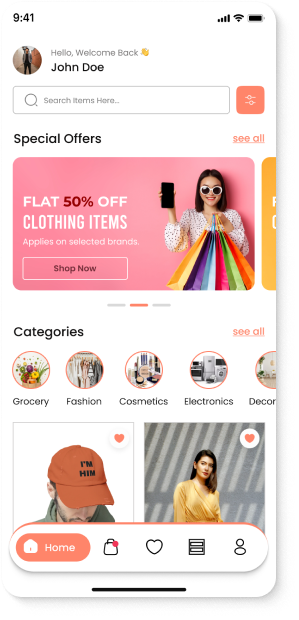 9:41
Hello, Welcome Back 👋
John Doe
Search Items Here...
Special Offers
see all
FLAT 50% OFF
CLOTHING ITEMS
Applies on selected brands.
Shop Now
Categories
see all
Grocery
Fashion
Cosmetics
Electronics
Decor
I'M
HIM
Home